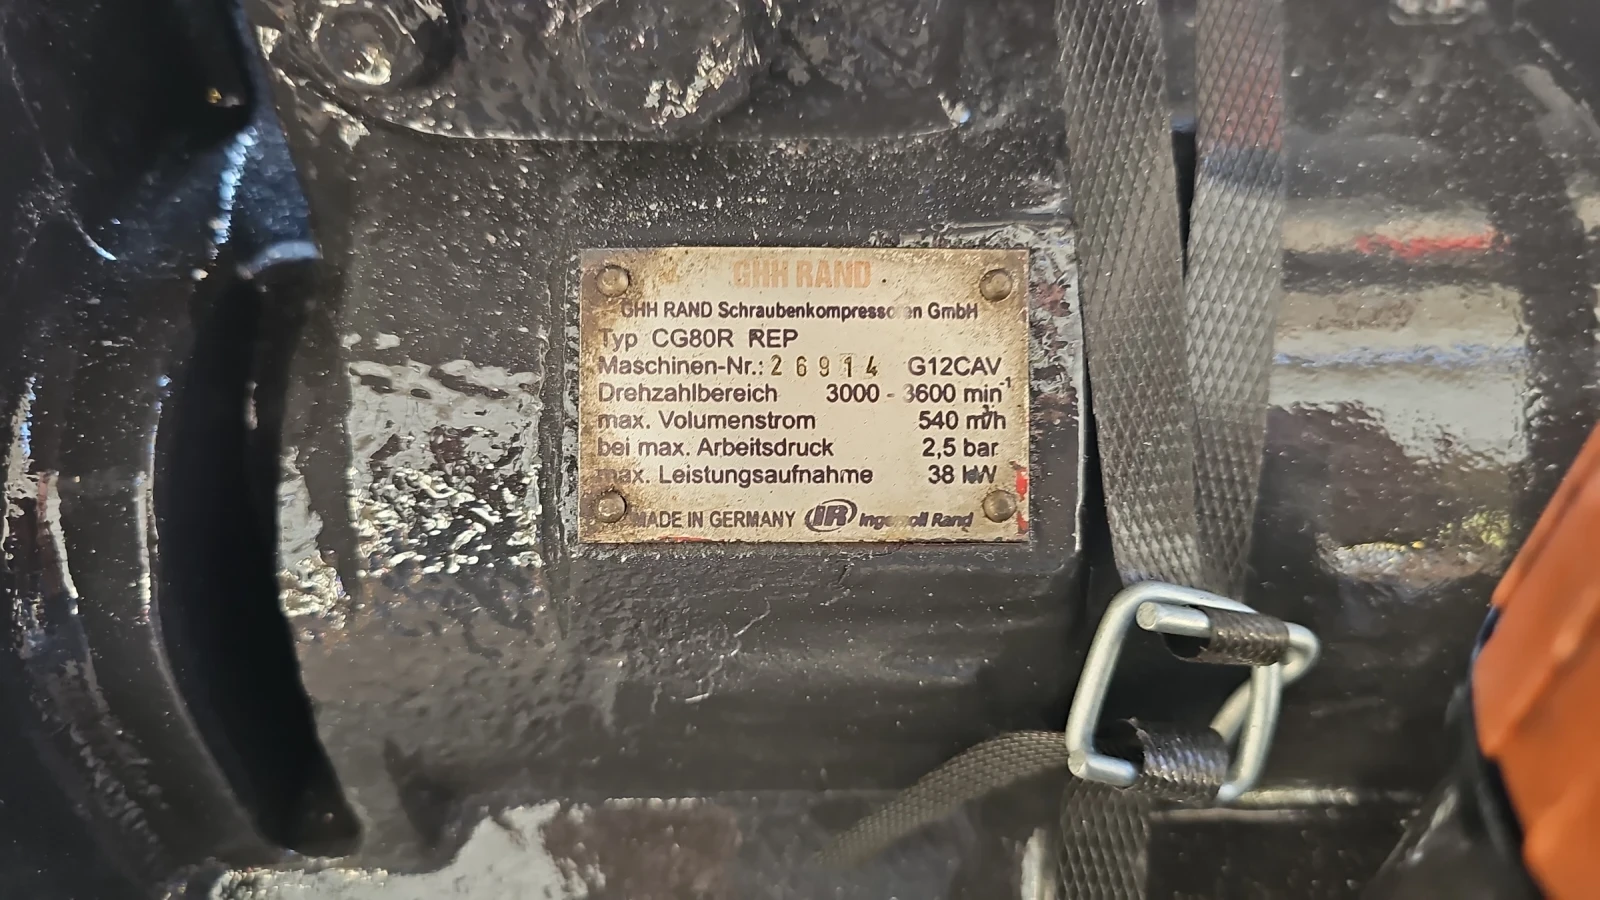 GHH RAND
GHH RAND Schraubenkompressoren GmbH
Typ CG80R REP
Maschinen-Nr.: 26914 G12CAV
Drehzahlbereich 3000 - 3600 min⁻¹
max. Volumenstrom 540 m³/h
bei max. Arbeitsdruck 2,5 bar
max. Leistungsaufnahme 38 kW
MADE IN GERMANY IR Ingersoll Rand